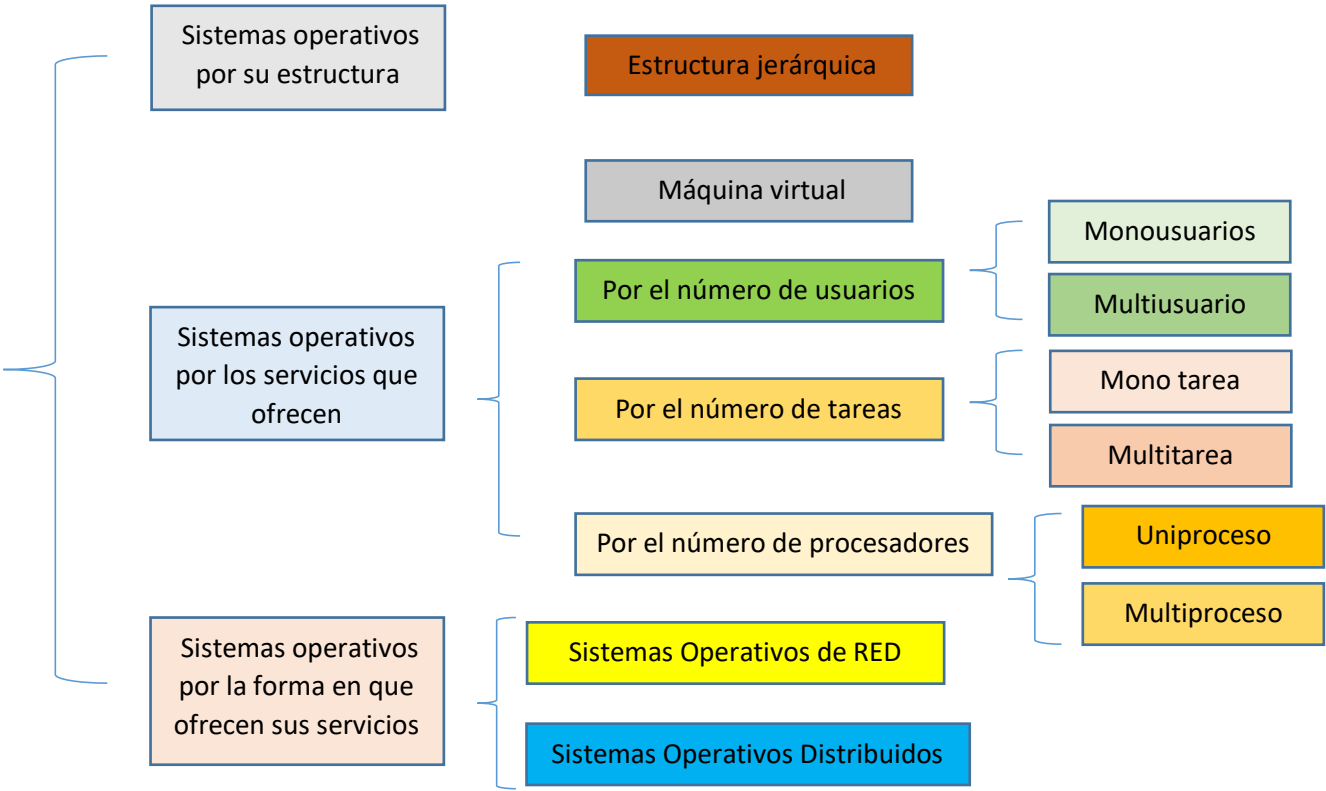 Sistemas operativos
por su estructura
Estructura jerárquica
Máquina virtual
Sistemas operativos
por los servicios que
ofrecen
Por el número de usuarios
Monousuarios
Multiusuario
Por el número de tareas
Mono tarea
Multitarea
Por el número de procesadores
Uniproceso
Multiproceso
Sistemas operativos
por la forma en que
ofrecen sus servicios
Sistemas Operativos de RED
Sistemas Operativos Distribuidos